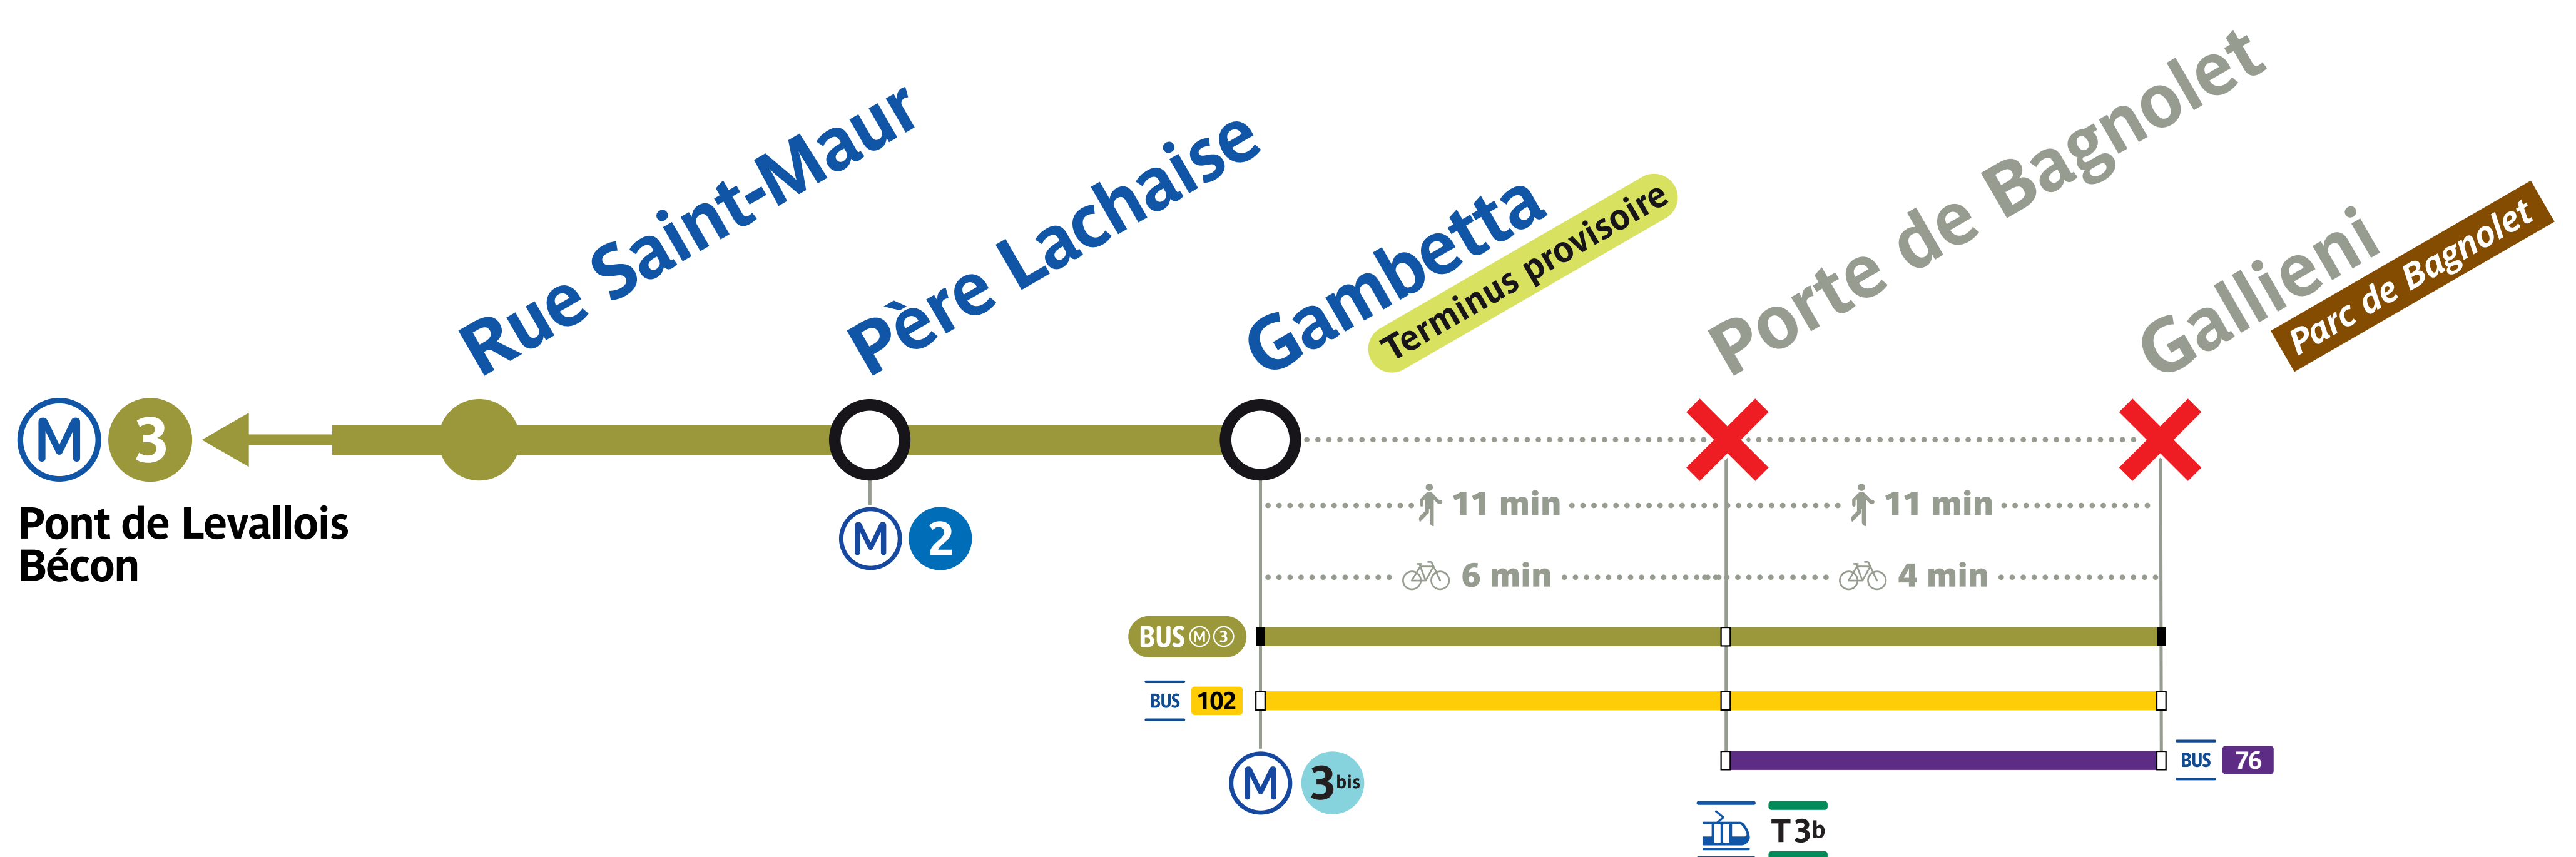 Rue Saint-Maur
Père Lachaise
Gambetta
Terminus provisoire
Porte de Bagnolet
Gallieni
Parc de Bagnolet
M 3
Pont de Levallois
Bécon
M 2
11 min
11 min
6 min
4 min
BUS M 3
BUS 102
BUS 76
M 3bis
T3b